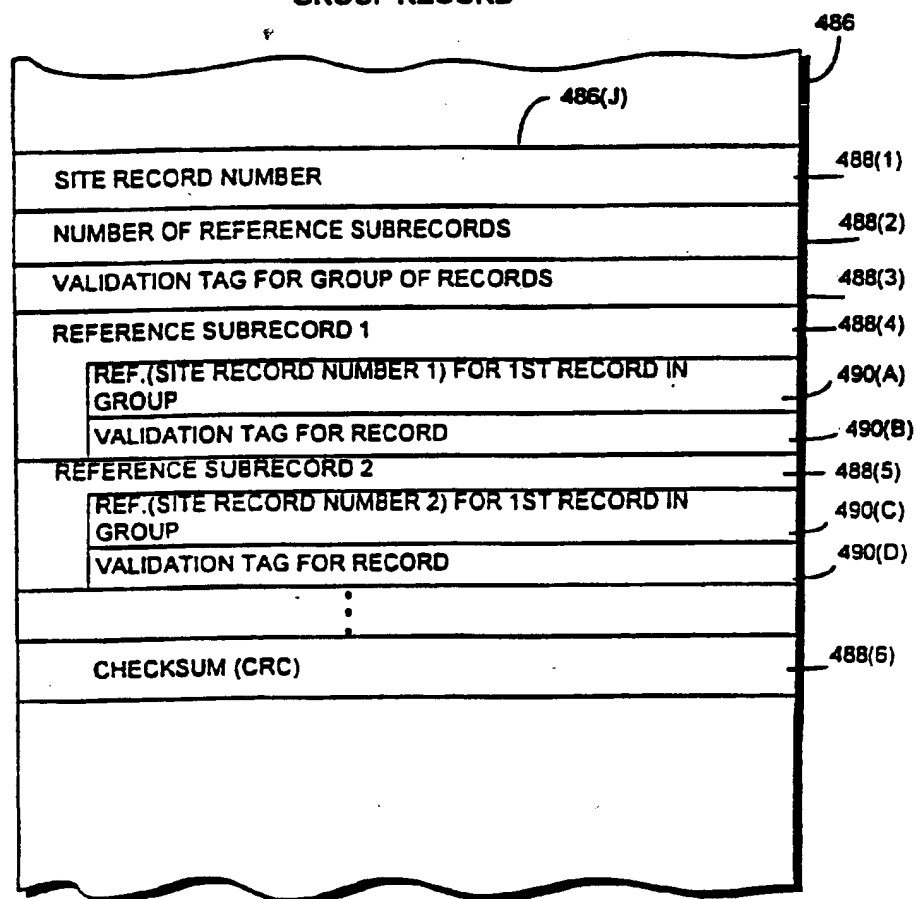 GROUP RECORD
486
486(J)
SITE RECORD NUMBER
488(1)
NUMBER OF REFERENCE SUBRECORDS
488(2)
VALIDATION TAG FOR GROUP OF RECORDS
488(3)
REFERENCE SUBRECORD 1
488(4)
REF.(SITE RECORD NUMBER 1) FOR 1ST RECORD IN
GROUP
490(A)
VALIDATION TAG FOR RECORD
490(B)
REFERENCE SUBRECORD 2
488(5)
REF.(SITE RECORD NUMBER 2) FOR 1ST RECORD IN
GROUP
490(C)
VALIDATION TAG FOR RECORD
490(D)
CHECKSUM (CRC)
488(6)